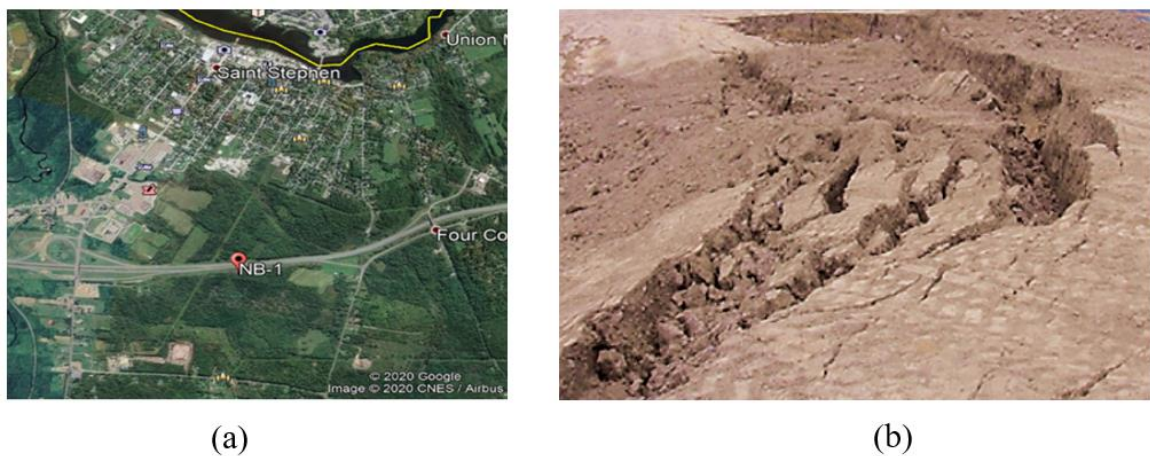 Union M
Saint Stephen
Four Co
NB-1
© 2020 Google
Image © 2020 CNES / Airbus
(a)
(b)